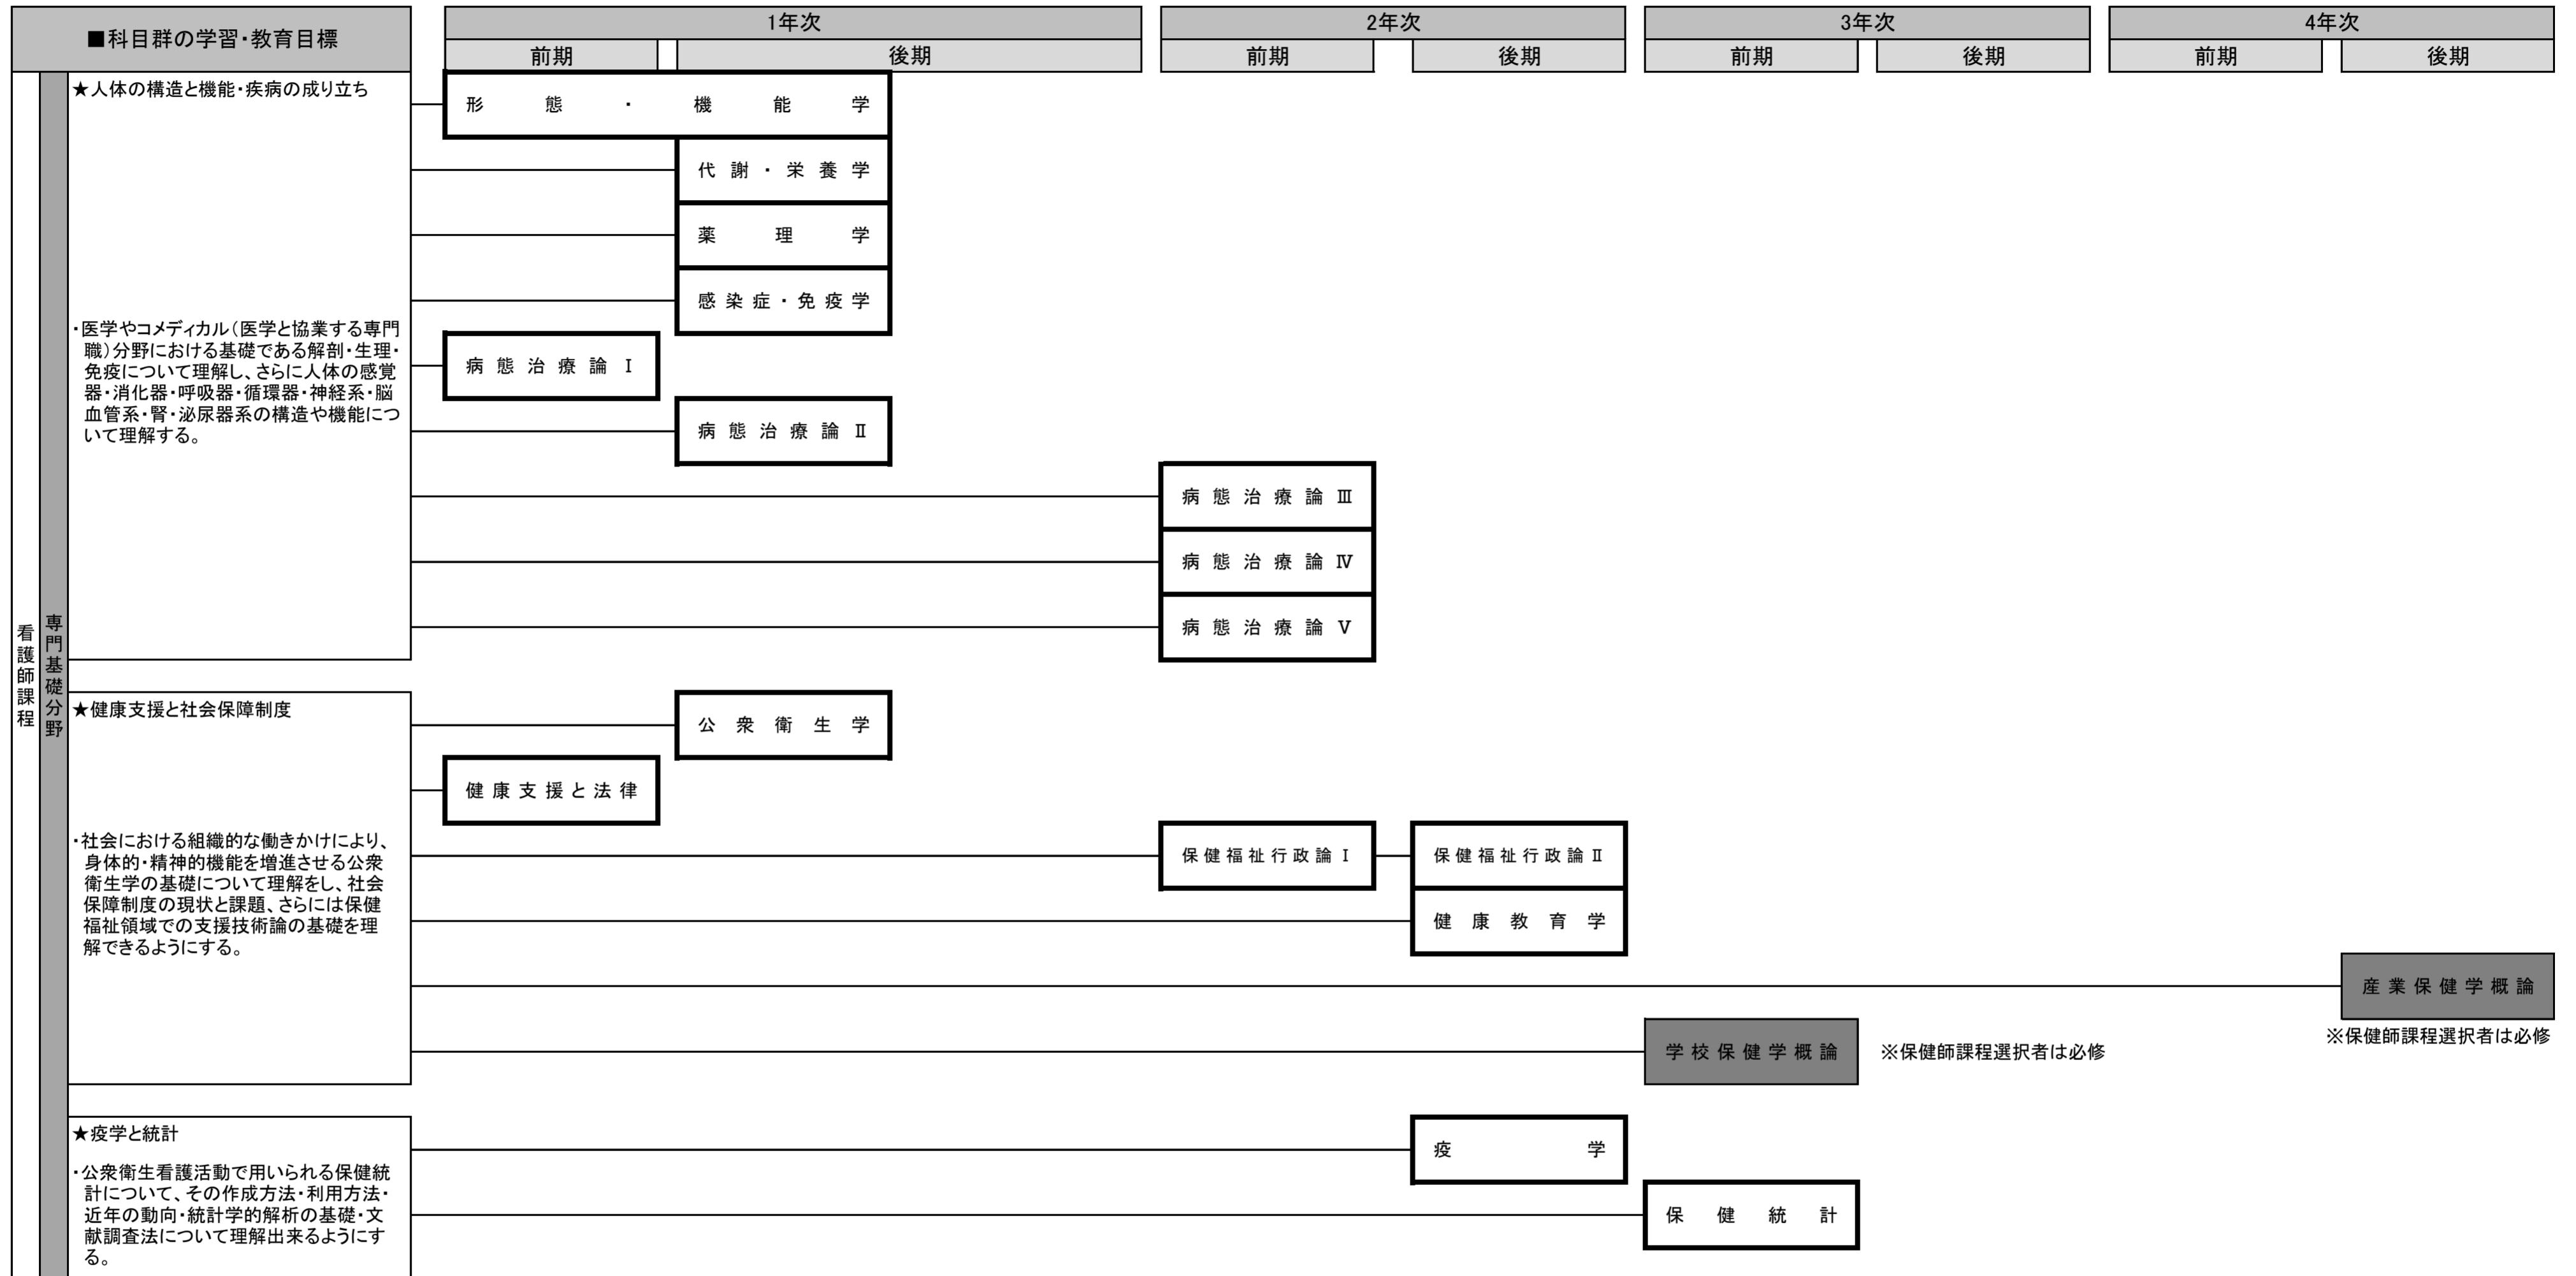 ■科目群の学習・教育目標
1年次
2年次
3年次
4年次
前期
後期
前期
後期
前期
後期
前期
後期
看護師課程
専門基礎分野
★人体の構造と機能・疾病の成り立ち
・医学やコメディカル（医学と協業する専門
職）分野における基礎である解剖・生理・
免疫について理解し、さらに人体の感覚
器・消化器・呼吸器・循環器・神経系・脳
血管系・腎・泌尿器系の構造や機能につ
いて理解する。
形態・機能学
代謝・栄養学
薬理学
感染症・免疫学
病態治療論Ⅰ
病態治療論Ⅱ
病態治療論Ⅲ
病態治療論Ⅳ
病態治療論Ⅴ
★健康支援と社会保障制度
・社会における組織的な働きかけにより、
身体的・精神的機能を増進させる公衆
衛生学の基礎について理解をし、社会
保障制度の現状と課題、さらには保健
福祉領域での支援技術論の基礎を理
解できるようにする。
公衆衛生学
健康支援と法律
保健福祉行政論Ⅰ
保健福祉行政論Ⅱ
健康教育学
産業保健学概論
※保健師課程選択者は必修
学校保健学概論
※保健師課程選択者は必修
★疫学と統計
・公衆衛生看護活動で用いられる保健統
計について、その作成方法・利用方法・
近年の動向・統計学的解析の基礎・文
献調査法について理解出来るようにす
る。
疫学
保健統計